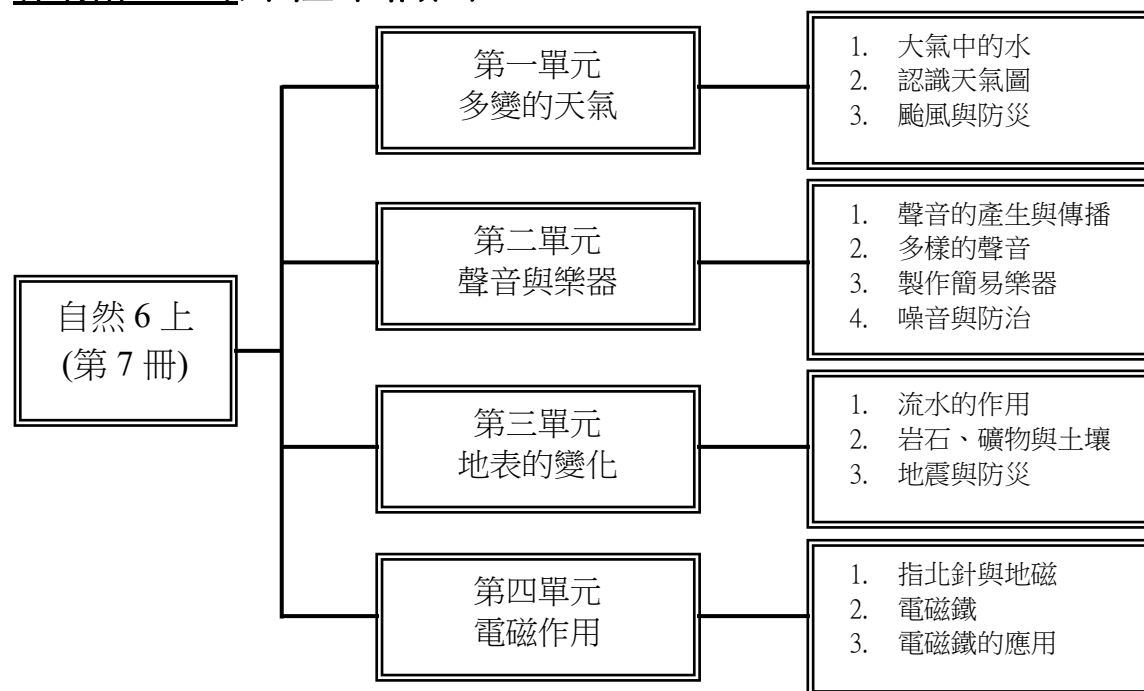 自然 6 上
(第 7 冊)
第一單元
多變的天氣
1. 大氣中的水
2. 認識天氣圖
3. 颱風與防災
第二單元
聲音與樂器
1. 聲音的產生與傳播
2. 多樣的聲音
3. 製作簡易樂器
4. 噪音與防治
第三單元
地表的變化
1. 流水的作用
2. 岩石、礦物與土壤
3. 地震與防災
第四單元
電磁作用
1. 指北針與地磁
2. 電磁鐵
3. 電磁鐵的應用